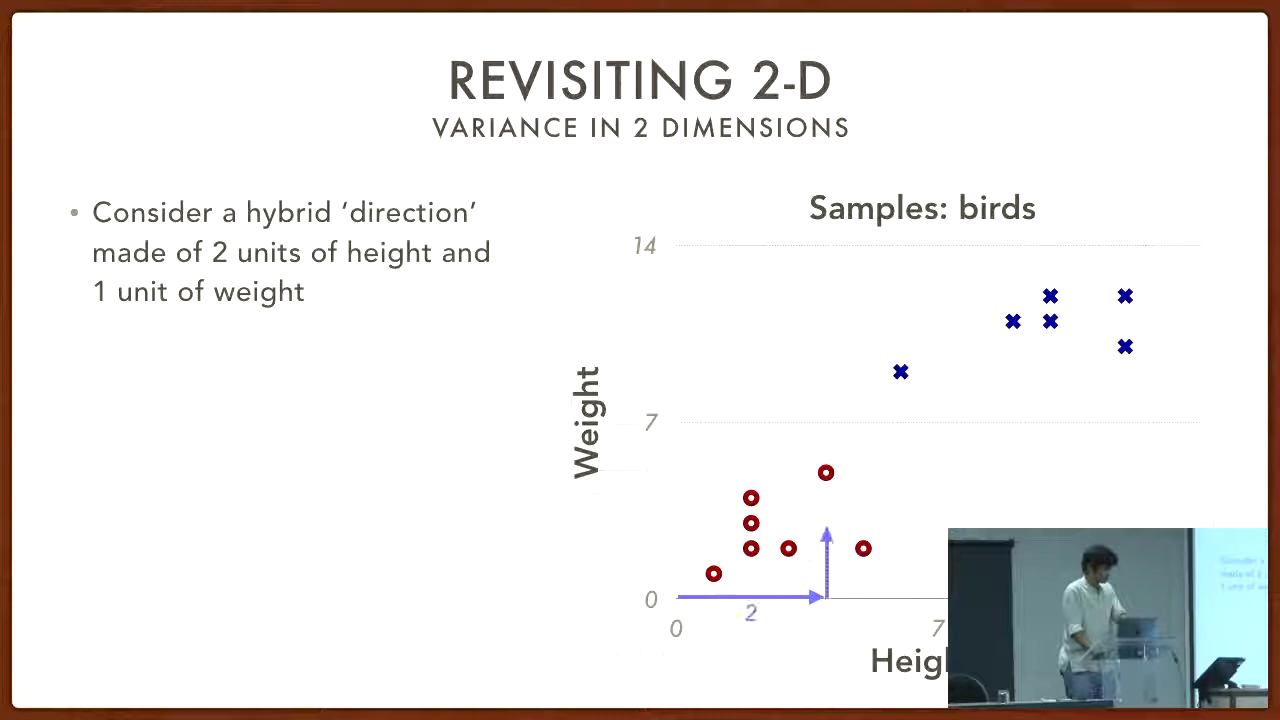 REVISITING 2-D
VARIANCE IN 2 DIMENSIONS
• Consider a hybrid ‘direction’
made of 2 units of height and
1 unit of weight
Samples: birds
14
Weight
7
0
2
0
7